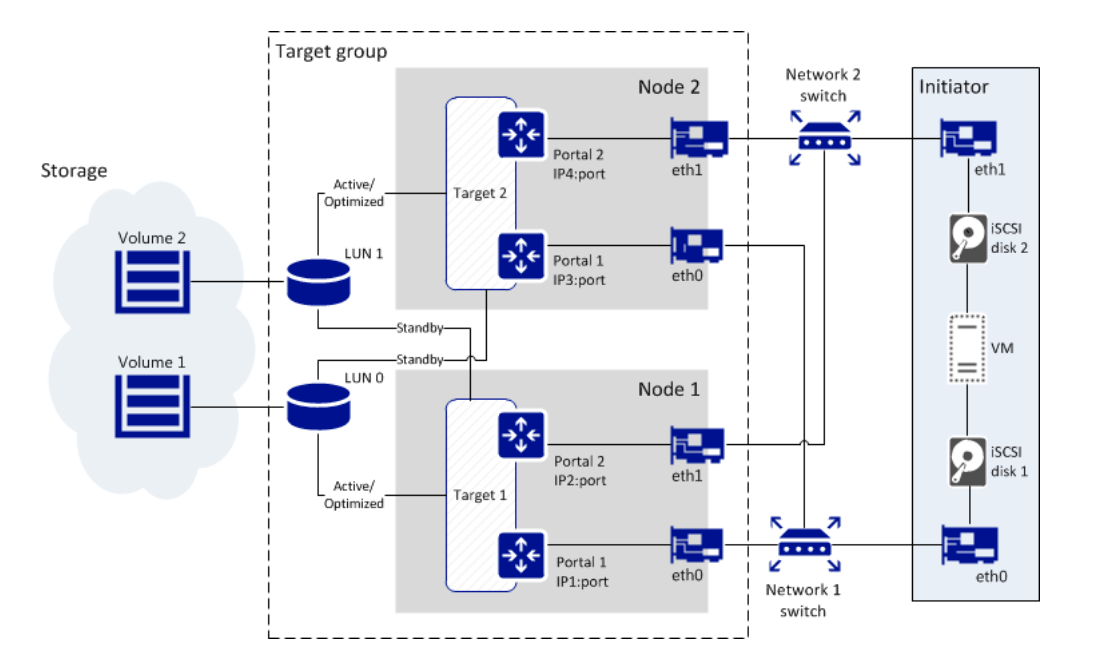 Target group
Node 2
Network 2
switch
Initiator
Storage
Portal 2
IP4:port
eth1
eth1
Active/
Optimized
Target 2
iSCSI
disk 2
Volume 2
LUN 1
Portal 1
IP3:port
eth0
Standby
VM
Standby
Volume 1
LUN 0
Node 1
Portal 2
IP2:port
eth1
iSCSI
disk 1
Active/
Optimized
Target 1
Portal 1
IP1:port
eth0
Network 1
switch
eth0